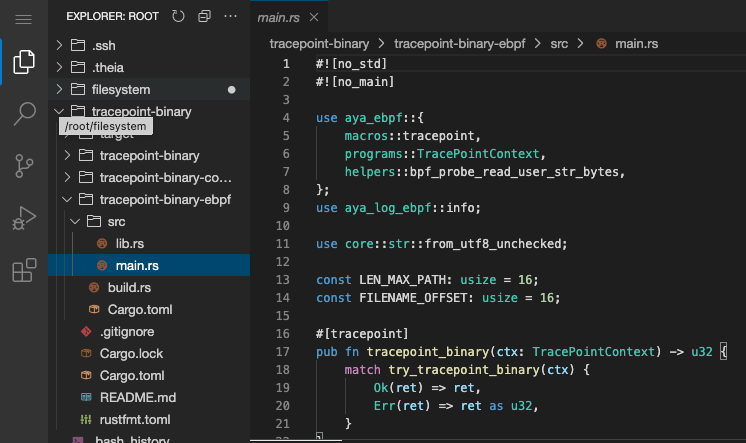 EXPLORER: ROOT
.ssh
.theia
filesystem
tracepoint-binary
/root/filesystem
target
tracepoint-binary
tracepoint-binary-co...
tracepoint-binary-ebpf
src
lib.rs
main.rs
build.rs
Cargo.toml
.gitignore
Cargo.lock
Cargo.toml
README.md
rustfmt.toml
.bash_history
main.rs
tracepoint-binary > tracepoint-binary-ebpf > src > main.rs
1 #![no_std]
2 #![no_main]
3
4 use aya_ebpf::{
5 macros::tracepoint,
6 programs::TracePointContext,
7 helpers::bpf_probe_read_user_str_bytes,
8 };
9 use aya_log_ebpf::info;
10
11 use core::str::from_utf8_unchecked;
12
13 const LEN_MAX_PATH: usize = 16;
14 const FILENAME_OFFSET: usize = 16;
15
16 #[tracepoint]
17 pub fn tracepoint_binary(ctx: TracePointContext) -> u32 {
18 match try_tracepoint_binary(ctx) {
19 Ok(ret) => ret,
20 Err(ret) => ret as u32,
21 }
22 }